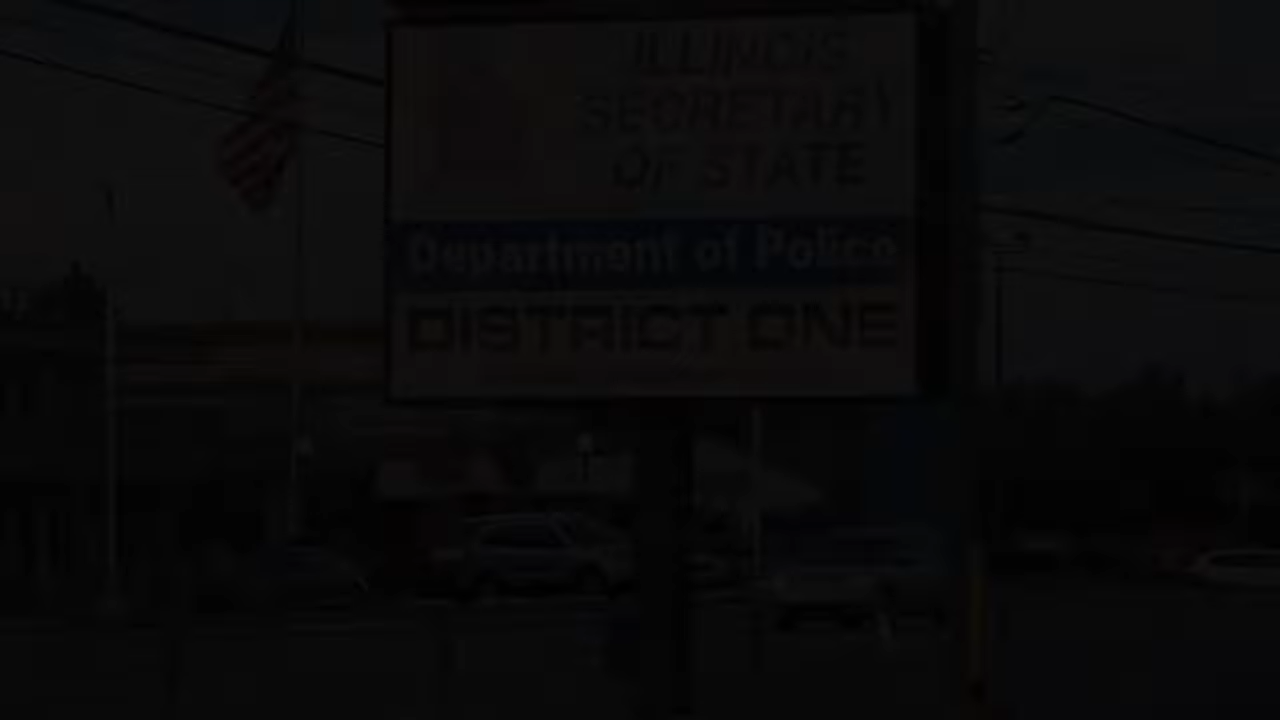 ILLINOIS
SECRETARY
OF STATE
Department of Police
DISTRICT ONE